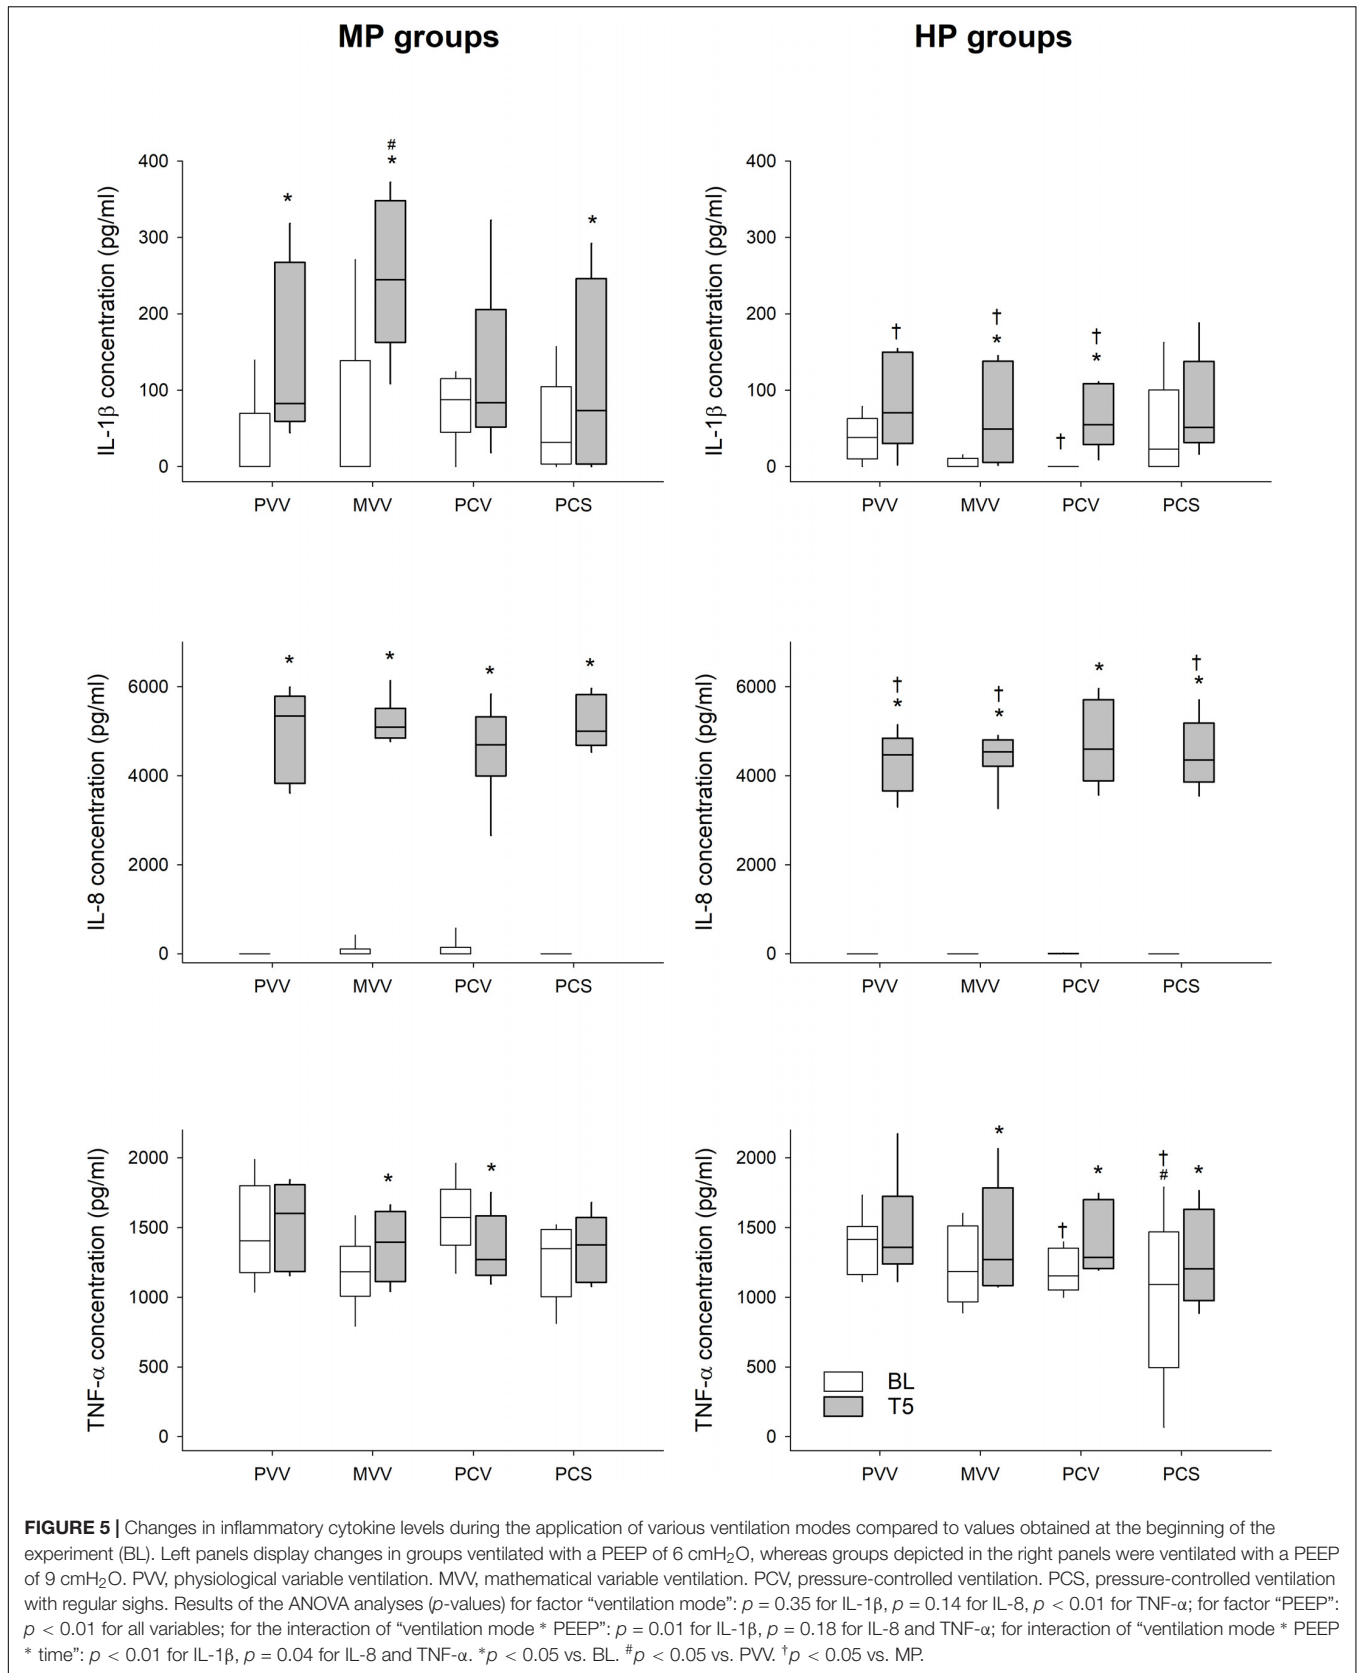 MP groups
HP groups
#
*
*
*
400
300
200
100
0
IL-1β concentration (pg/ml)
PVV MVV PCV PCS
†
†
*
†
*
†
400
300
200
100
0
IL-1β concentration (pg/ml)
PVV MVV PCV PCS
* * * *
6000
4000
2000
0
IL-8 concentration (pg/ml)
PVV MVV PCV PCS
†
*
†
*
*
†
*
6000
4000
2000
0
IL-8 concentration (pg/ml)
PVV MVV PCV PCS
* *
2000
1500
1000
500
0
TNF-α concentration (pg/ml)
PVV MVV PCV PCS
*
†
*
†
#
*
2000
1500
1000
500
0
TNF-α concentration (pg/ml)
BL
T5
PVV MVV PCV PCS
FIGURE 5 | Changes in inflammatory cytokine levels during the application of various ventilation modes compared to values obtained at the beginning of the
experiment (BL). Left panels display changes in groups ventilated with a PEEP of 6 cmH₂O, whereas groups depicted in the right panels were ventilated with a PEEP
of 9 cmH₂O. PVV, physiological variable ventilation. MVV, mathematical variable ventilation. PCV, pressure-controlled ventilation. PCS, pressure-controlled ventilation
with regular sighs. Results of the ANOVA analyses (p-values) for factor “ventilation mode”: p = 0.35 for IL-1β, p = 0.14 for IL-8, p < 0.01 for TNF-α; for factor “PEEP”:
p < 0.01 for all variables; for the interaction of “ventilation mode * PEEP”: p = 0.01 for IL-1β, p = 0.18 for IL-8 and TNF-α; for interaction of “ventilation mode * PEEP
* time”: p < 0.01 for IL-1β, p = 0.04 for IL-8 and TNF-α. *p < 0.05 vs. BL. #p < 0.05 vs. PVV. †p < 0.05 vs. MP.